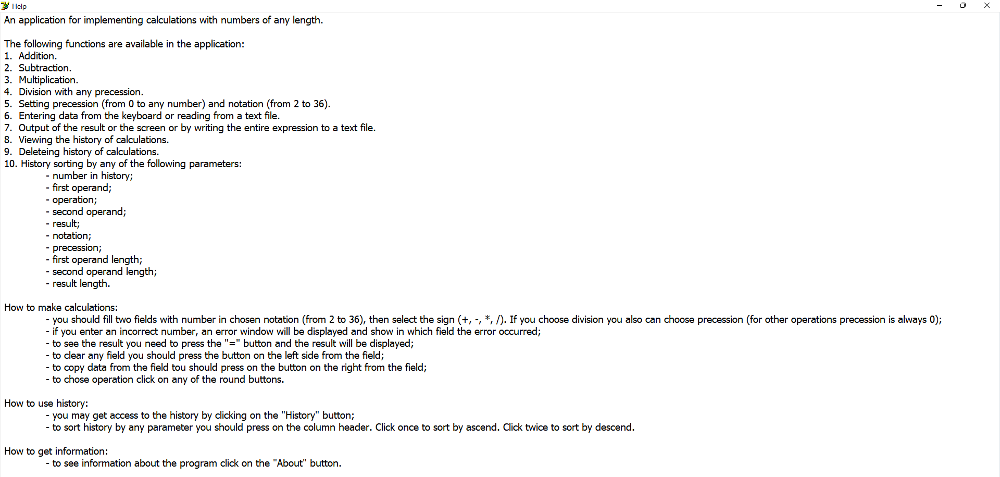 Help
An application for implementing calculations with numbers of any length.
The following functions are available in the application:
1. Addition.
2. Subtraction.
3. Multiplication.
4. Division with any precession.
5. Setting precession (from 0 to any number) and notation (from 2 to 36).
6. Entering data from the keyboard or reading from a text file.
7. Output of the result or the screen or by writing the entire expression to a text file.
8. Viewing the history of calculations.
9. Deleteing history of calculations.
10. History sorting by any of the following parameters:
- number in history;
- first operand;
- operation;
- second operand;
- result;
- notation;
- precession;
- first operand length;
- second operand length;
- result length.
How to make calculations:
- you should fill two fields with number in chosen notation (from 2 to 36), then select the sign (+, -, *, /). If you choose division you also can choose precession (for other operations precession is always 0);
- if you enter an incorrect number, an error window will be displayed and show in which field the error occurred;
- to see the result you need to press the "=" button and the result will be displayed;
- to clear any field you should press the button on the left side from the field;
- to copy data from the field tou should press on the button on the right from the field;
- to chose operation click on any of the round buttons.
How to use history:
- you may get access to the history by clicking on the "History" button;
- to sort history by any parameter you should press on the column header. Click once to sort by ascend. Click twice to sort by descend.
How to get information:
- to see information about the program click on the "About" button.